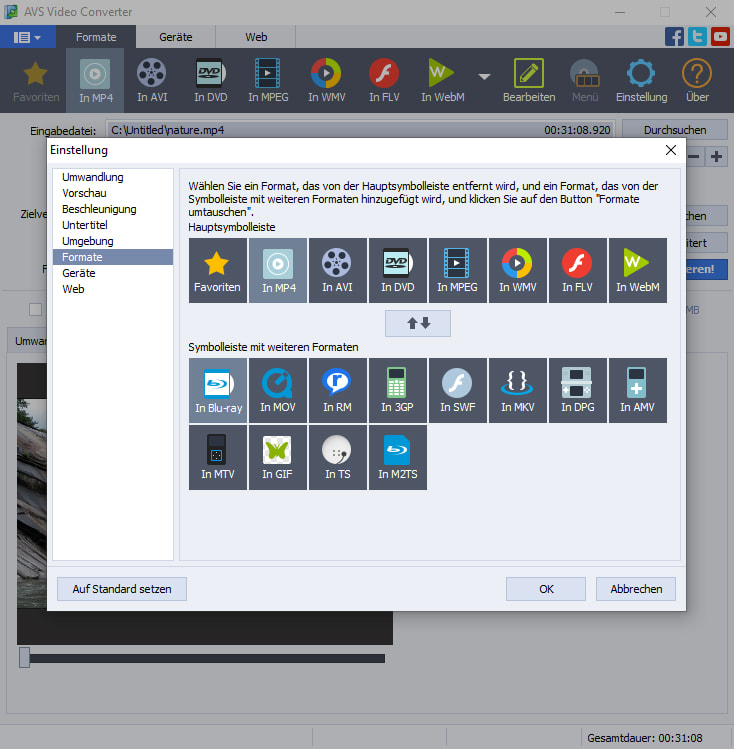 AVS Video Converter
Formate
Geräte
Web
Favoriten
In MP4
In AVI
In DVD
In MPEG
In WMV
In FLV
In WebM
Bearbeiten
Menü
Einstellung
Über
Eingabedatei:
C:\Untitled\nature.mp4
00:31:08.920
Durchsuchen
Einstellung
Umwandlung
Vorschau
Beschleunigung
Untertitel
Umgebung
Formate
Geräte
Web
Wählen Sie ein Format, das von der Hauptsymbolleiste entfernt wird, und ein Format, das von der
Symbolleiste mit weiteren Formaten hinzugefügt wird, und klicken Sie auf den Button "Formate
umtauschen".
Hauptsymbolleiste
Favoriten
In MP4
In AVI
In DVD
In MPEG
In WMV
In FLV
In WebM
Symbolleiste mit weiteren Formaten
In Blu-ray
In MOV
In RM
In 3GP
In SWF
In MKV
In DPG
In AMV
In MTV
In GIF
In TS
In M2TS
Auf Standard setzen
OK
Abbrechen
MB
Gesamtdauer: 00:31:08